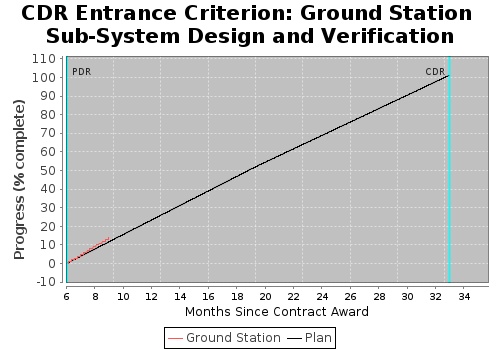 CDR Entrance Criterion: Ground Station
Sub-System Design and Verification
110
100
90
80
70
60
50
40
30
20
10
0
-10
Progress (% complete)
PDR
CDR
6 8 10 12 14 16 18 20 22 24 26 28 30 32 34
Months Since Contract Award
Ground Station Plan